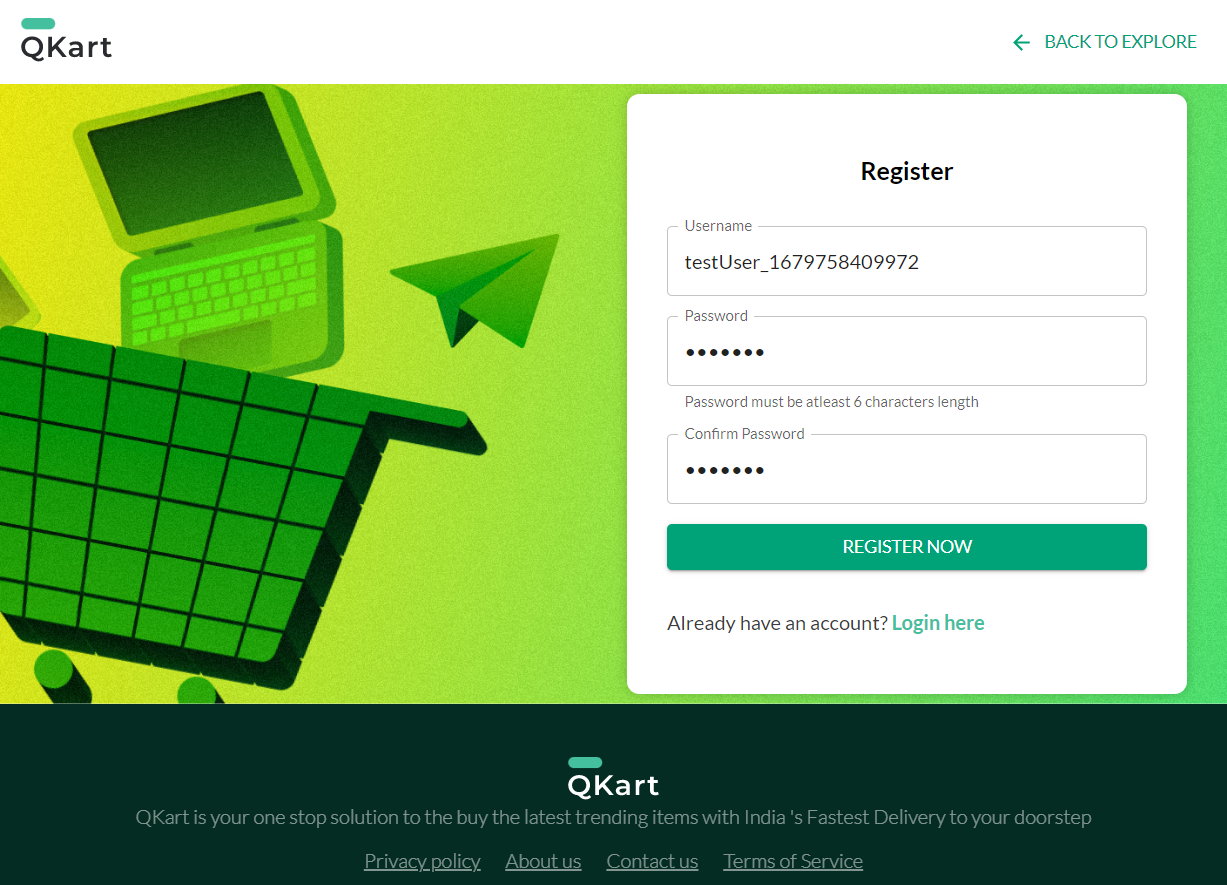 QKart
BACK TO EXPLORE
Register
Username
testUser_1679758409972
Password
•••••••
Password must be atleast 6 characters length
Confirm Password
•••••••
REGISTER NOW
Already have an account? Login here
QKart
QKart is your one stop solution to the buy the latest trending items with India 's Fastest Delivery to your doorstep
Privacy policy About us Contact us Terms of Service